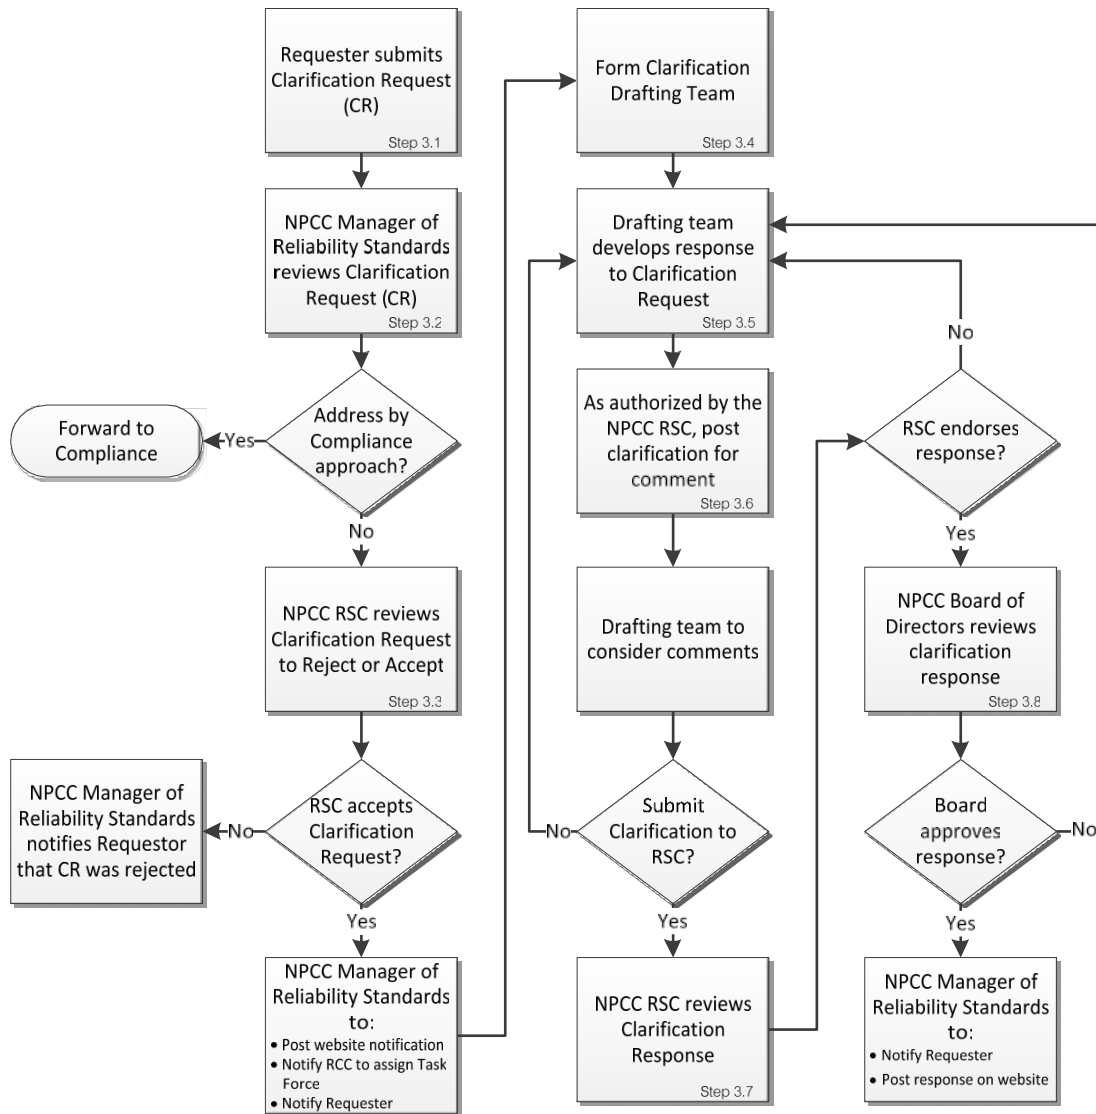 Requester submits
Clarification Request
(CR)
Step 3.1
NPCC Manager of
Reliability Standards
reviews Clarification
Request (CR)
Step 3.2
Address by
Compliance
approach?
Yes
Forward to
Compliance
No
NPCC RSC reviews
Clarification Request
to Reject or Accept
Step 3.3
RSC accepts
Clarification
Request?
No
NPCC Manager of
Reliability Standards
notifies Requestor
that CR was rejected
Yes
NPCC Manager of
Reliability Standards
to:
• Post website notification
• Notify RCC to assign Task
Force
• Notify Requester
Form Clarification
Drafting Team
Step 3.4
Drafting team
develops response
to Clarification
Request
Step 3.5
As authorized by the
NPCC RSC, post
clarification for
comment
Step 3.6
Drafting team to
consider comments
Submit
Clarification to
RSC?
No
Yes
NPCC RSC reviews
Clarification
Response
Step 3.7
No
RSC endorses
response?
Yes
NPCC Board of
Directors reviews
clarification
response
Step 3.8
Board
approves
response?
No
Yes
NPCC Manager of
Reliability Standards
to:
• Notify Requester
• Post response on website